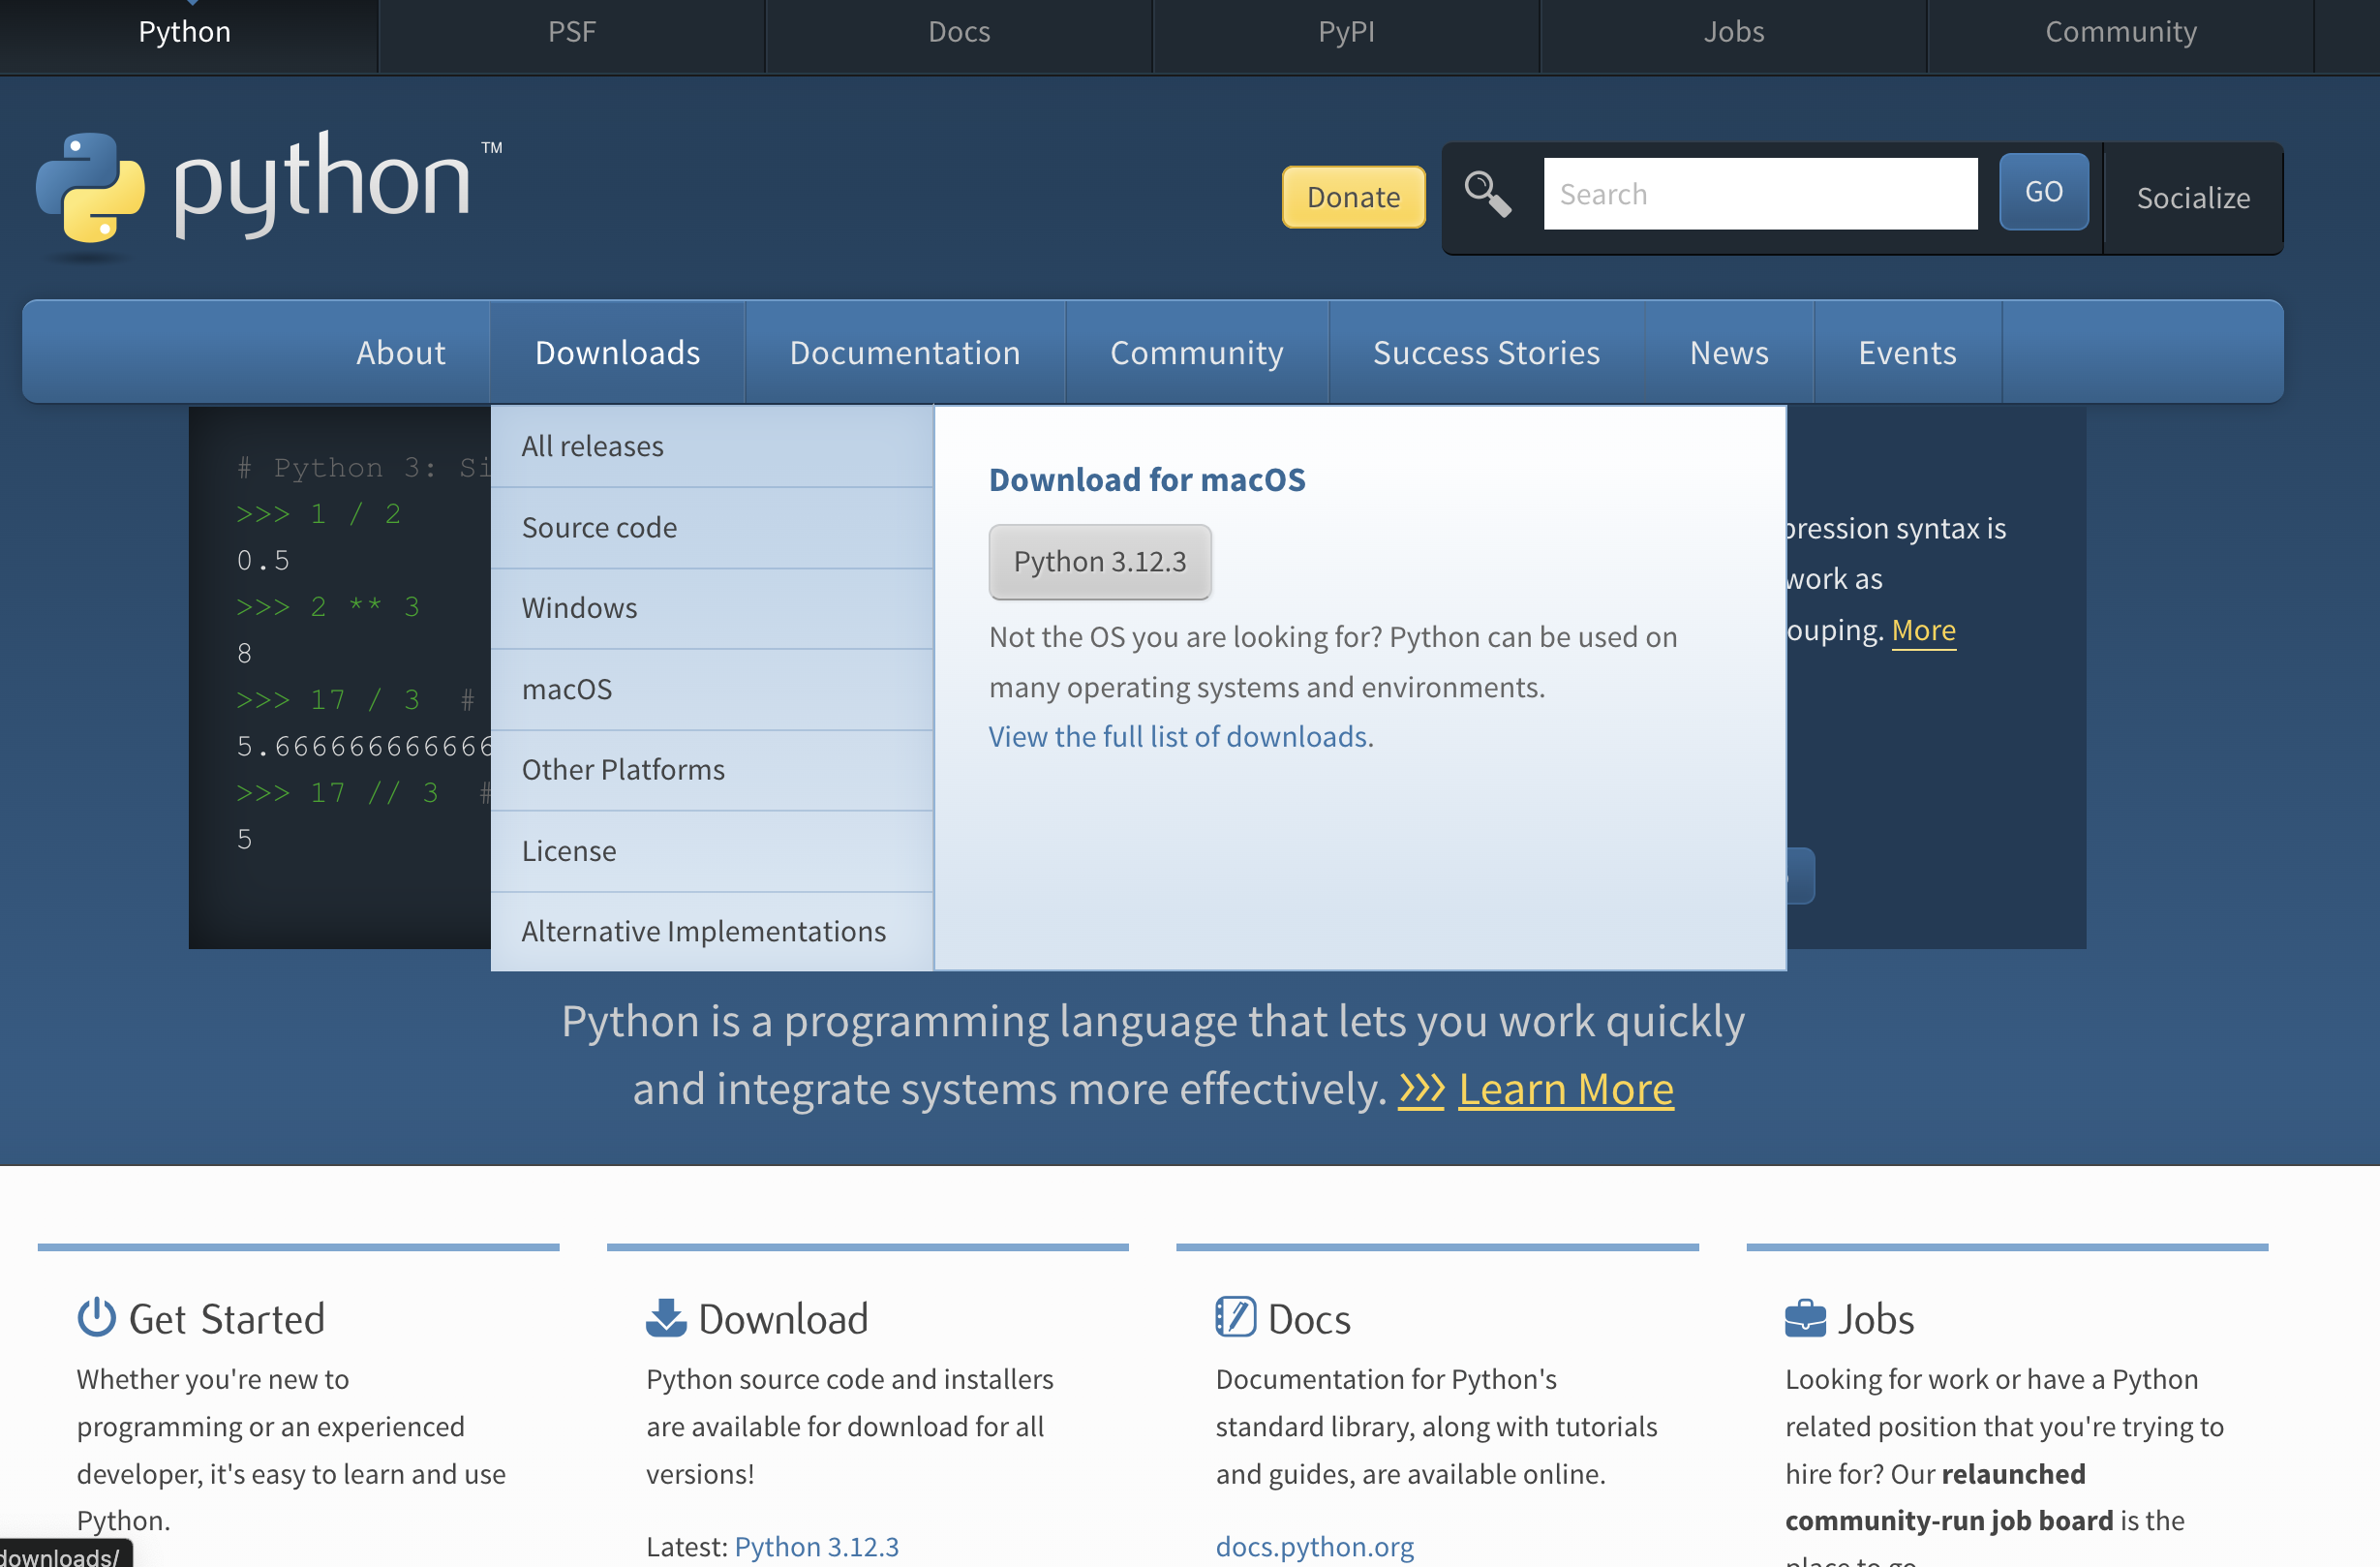 Python
PSF
Docs
PyPI
Jobs
Community
python™
Donate
Search
GO
Socialize
About
Downloads
Documentation
Community
Success Stories
News
Events
# Python 3: Si
>>> 1 / 2
0.5
>>> 2 ** 3
8
>>> 17 / 3 #
5.666666666666
>>> 17 // 3 #
5
All releases
Source code
Windows
macOS
Other Platforms
License
Alternative Implementations
Download for macOS
Python 3.12.3
Not the OS you are looking for? Python can be used on
many operating systems and environments.
View the full list of downloads.
pression syntax is
work as
ouping. More
Python is a programming language that lets you work quickly
and integrate systems more effectively. >>> Learn More
Get Started
Whether you're new to
programming or an experienced
developer, it's easy to learn and use
Python.
Download
Python source code and installers
are available for download for all
versions!
Latest: Python 3.12.3
Docs
Documentation for Python's
standard library, along with tutorials
and guides, are available online.
docs.python.org
Jobs
Looking for work or have a Python
related position that you're trying to
hire for? Our relaunched
community-run job board is the
place to go.
downloads/